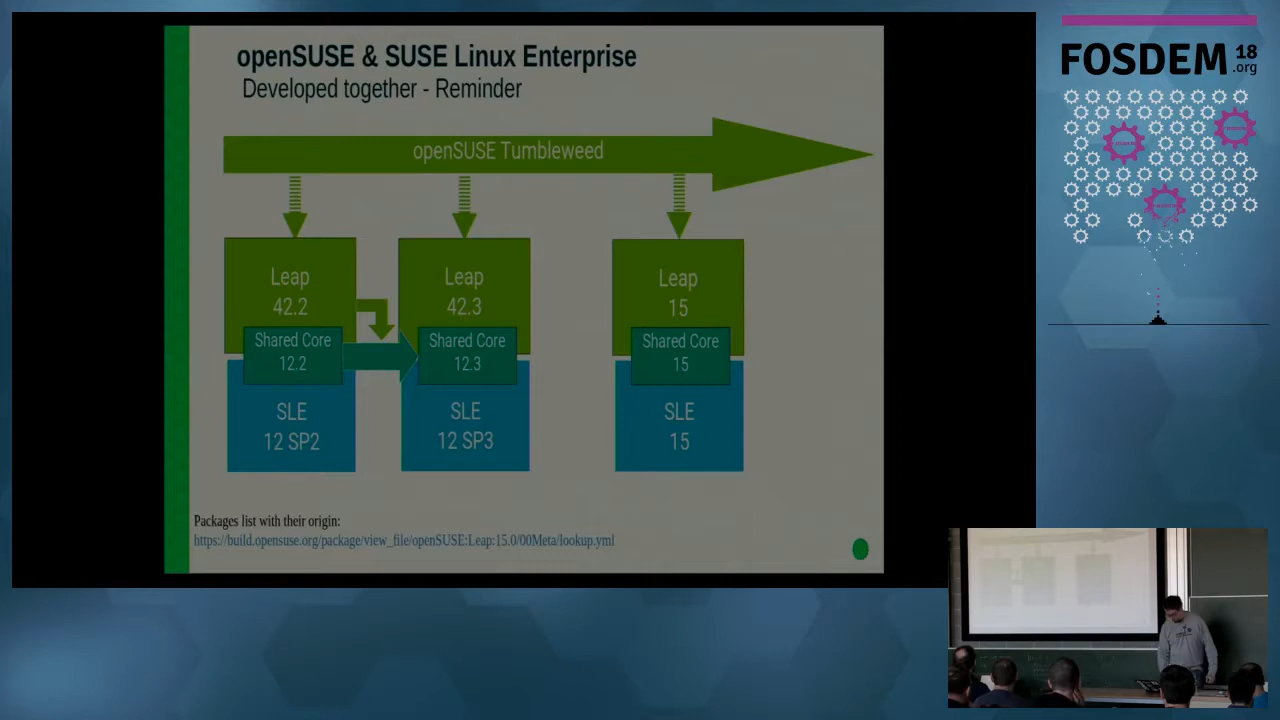 openSUSE & SUSE Linux Enterprise
Developed together - Reminder
openSUSE Tumbleweed
Leap
42.2
Shared Core
12.2
SLE
12 SP2
Leap
42.3
Shared Core
12.3
SLE
12 SP3
Leap
15
Shared Core
15
SLE
15
Packages list with their origin:
https://build.opensuse.org/package/view_file/openSUSE:Leap:15.0/00Meta/lookup.yml
FOSDEM 18
.org